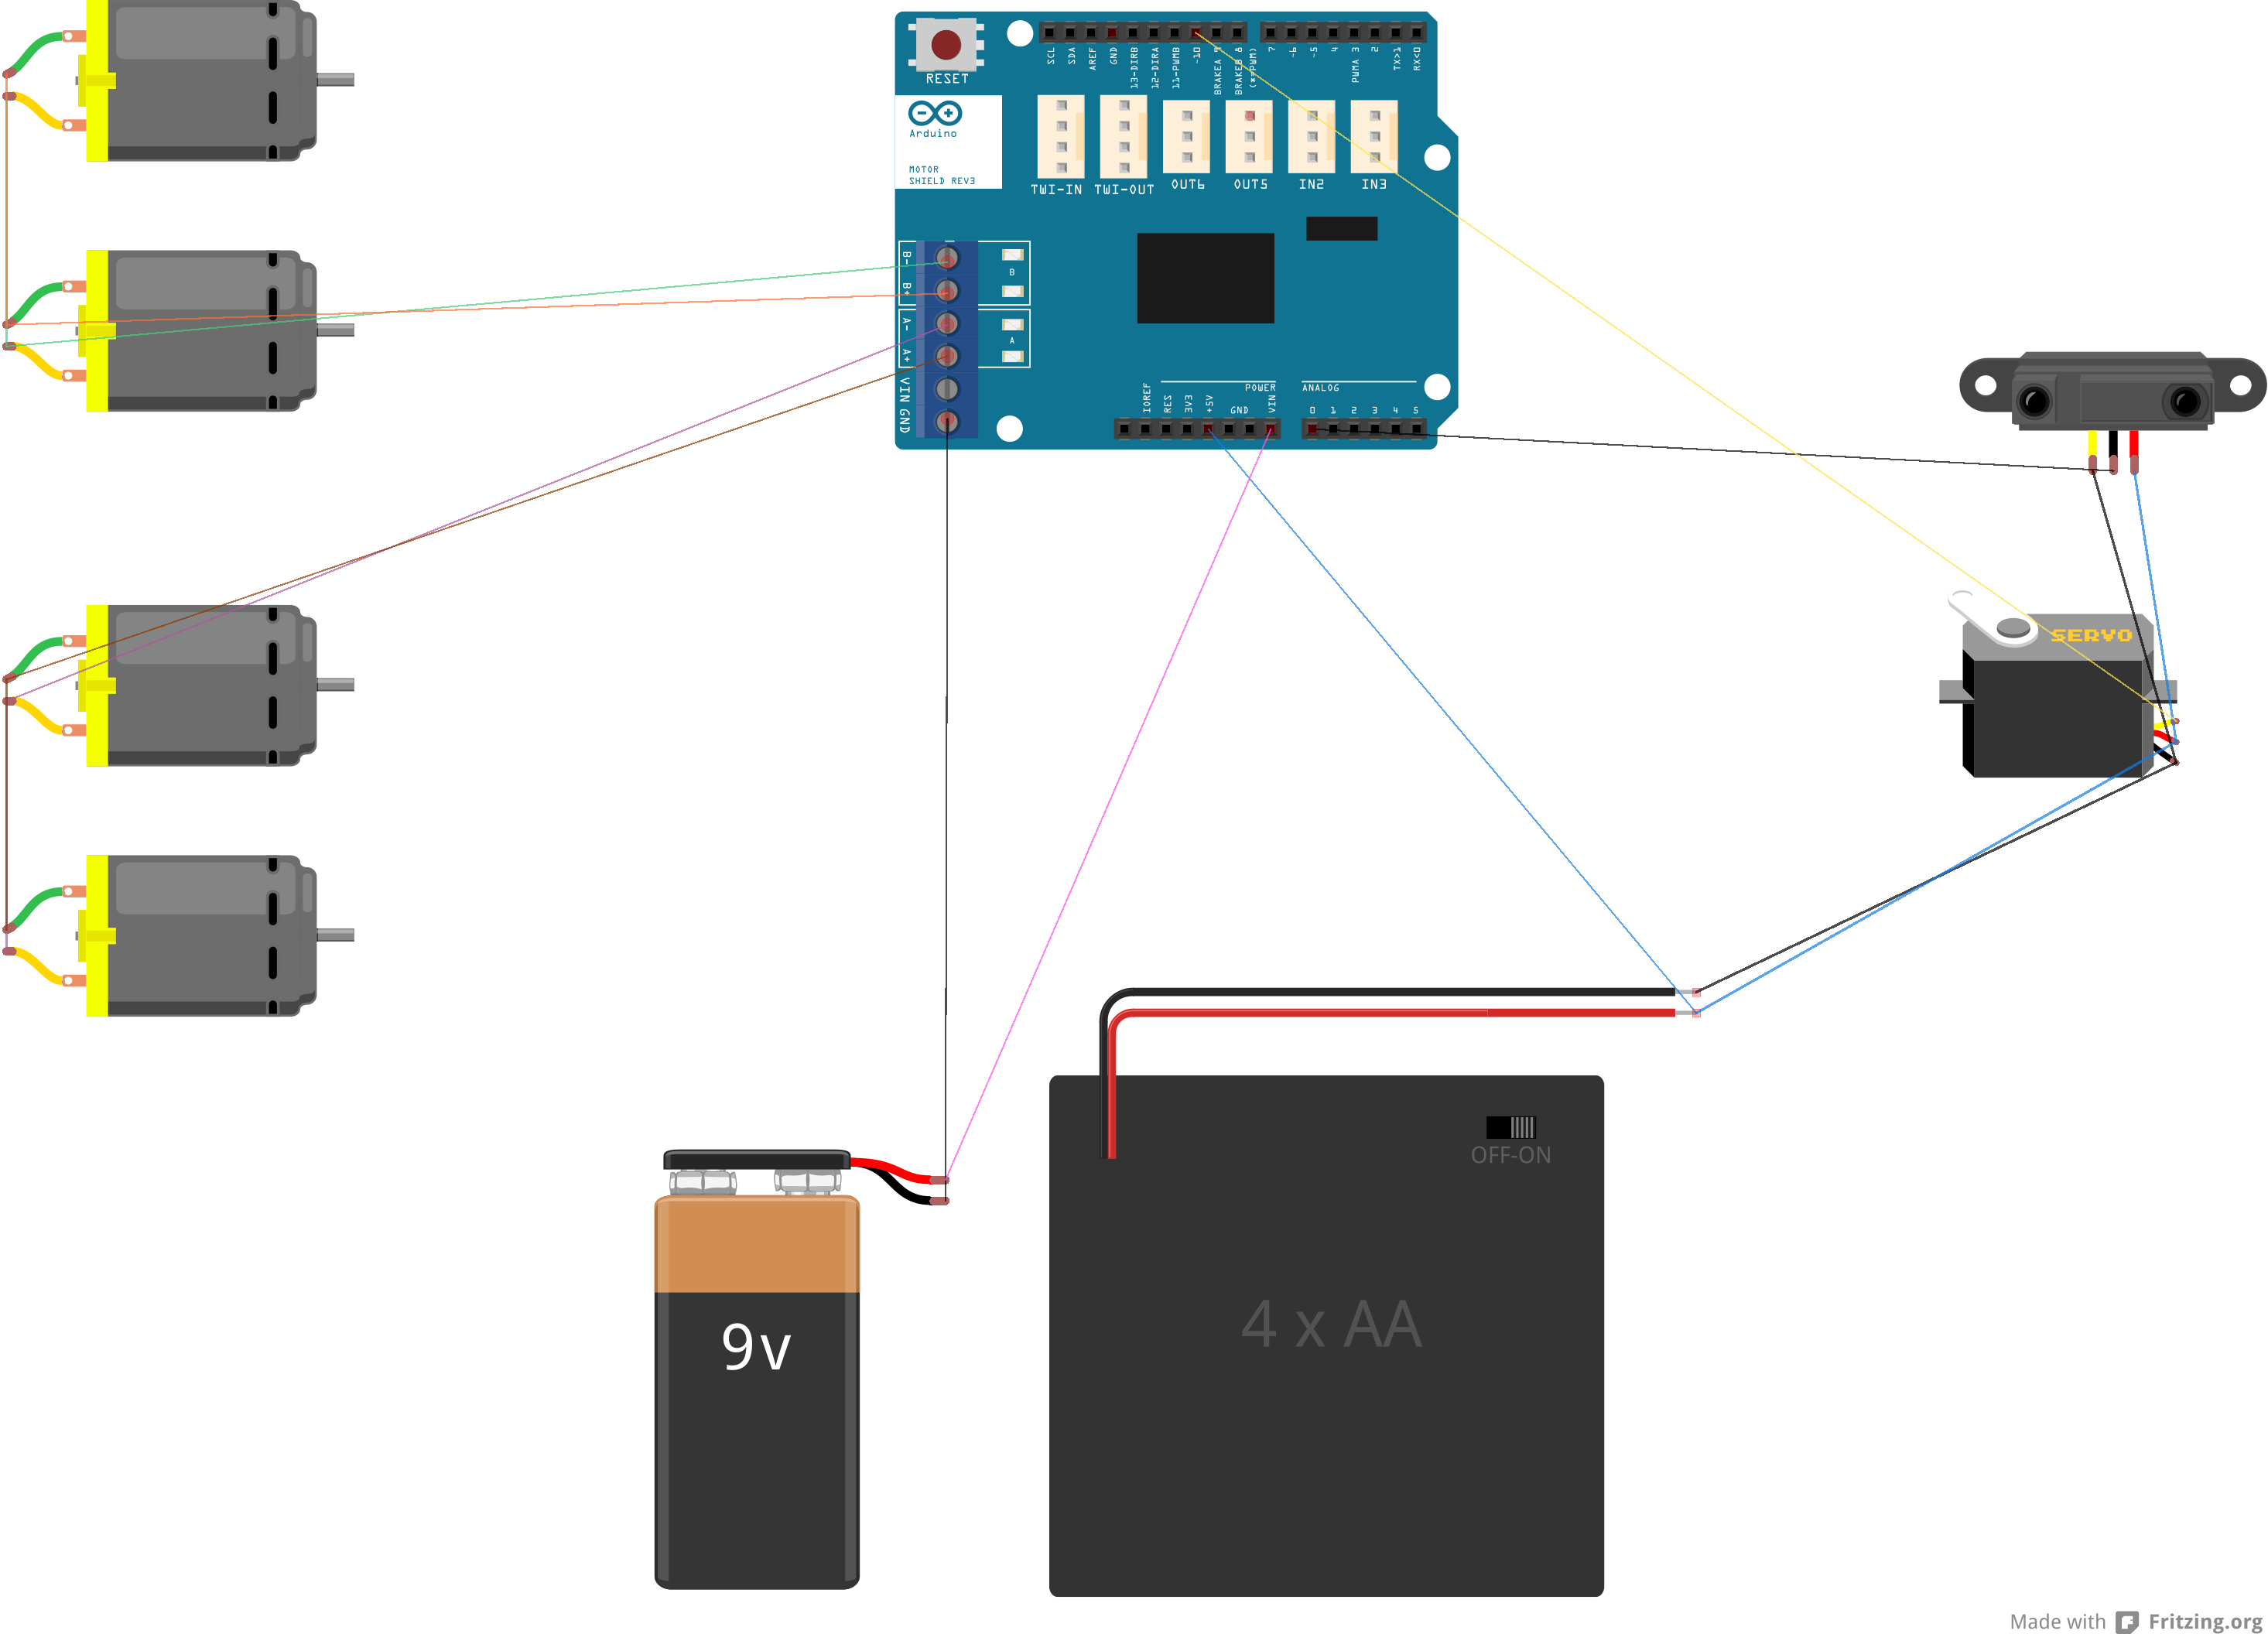 SCL
SDA
AREF
GND
13-DIRB
12-DIRA
11-PWMB
~10
BRAKEA 9
BRAKEB 8
(*=PWM)
7
~6
~5
4
PWMA 3
2
TX>1
RX<0
RESET
Arduino
MOTOR
SHIELD REV3
TWI-IN
TWI-OUT
OUT6
OUT5
IN2
IN3
B-
B+
A-
A+
VIN
GND
B
A
IOREF
RES
3V3
+5V
GND
VIN
POWER
ANALOG
0
1
2
3
4
5
SERVO
OFF-ON
9v
4 x AA
Made with Fritzing.org